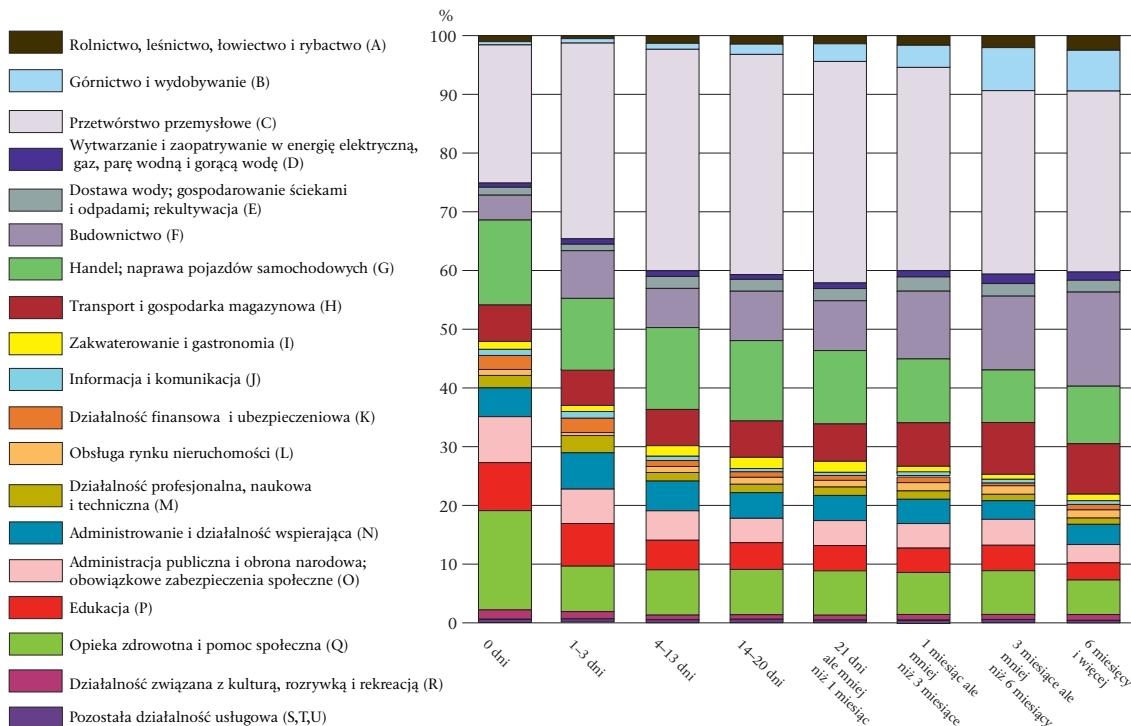 Rolnictwo, leśnictwo, łowiectwo i rybactwo (A)
Górnictwo i wydobywanie (B)
Przetwórstwo przemysłowe (C)
Wytwarzanie i zaopatrywanie w energię elektryczną,
gaz, parę wodną i gorącą wodę (D)
Dostawa wody; gospodarowanie ściekami
i odpadami; rekultywacja (E)
Budownictwo (F)
Handel; naprawa pojazdów samochodowych (G)
Transport i gospodarka magazynowa (H)
Zakwaterowanie i gastronomia (I)
Informacja i komunikacja (J)
Działalność finansowa i ubezpieczeniowa (K)
Obsługa rynku nieruchomości (L)
Działalność profesjonalna, naukowa
i techniczna (M)
Administrowanie i działalność wspierająca (N)
Administracja publiczna i obrona narodowa;
obowiązkowe zabezpieczenia społeczne (O)
Edukacja (P)
Opieka zdrowotna i pomoc społeczna (Q)
Działalność związana z kulturą, rozrywką i rekreacją (R)
Pozostała działalność usługowa (S,T,U)
%
100
90
80
70
60
50
40
30
20
10
0
0 dni
1–3 dni
4–13 dni
14–20 dni
21 dni
ale mniej
niż 1 miesiąc
1 miesiąc ale
mniej
niż 3 miesiące
3 miesiące ale
mniej
niż 6 miesięcy
6 miesięcy
i więcej